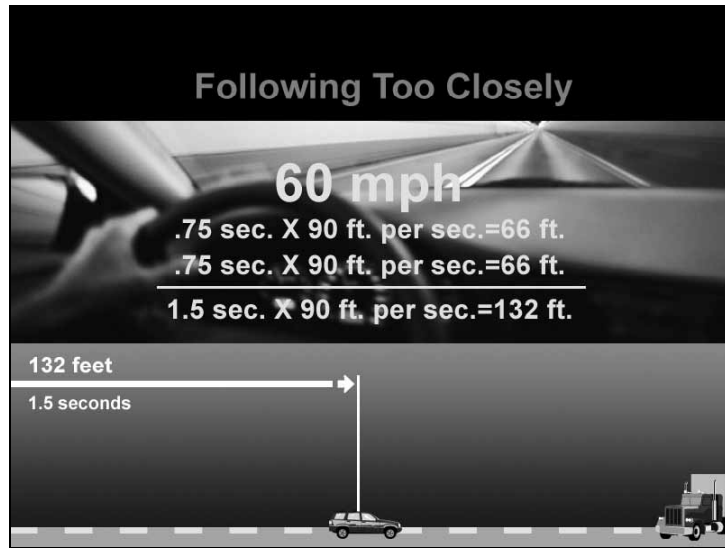 Following Too Closely
60 mph
.75 sec. X 90 ft. per sec.=66 ft.
.75 sec. X 90 ft. per sec.=66 ft.
1.5 sec. X 90 ft. per sec.=132 ft.
132 feet
1.5 seconds